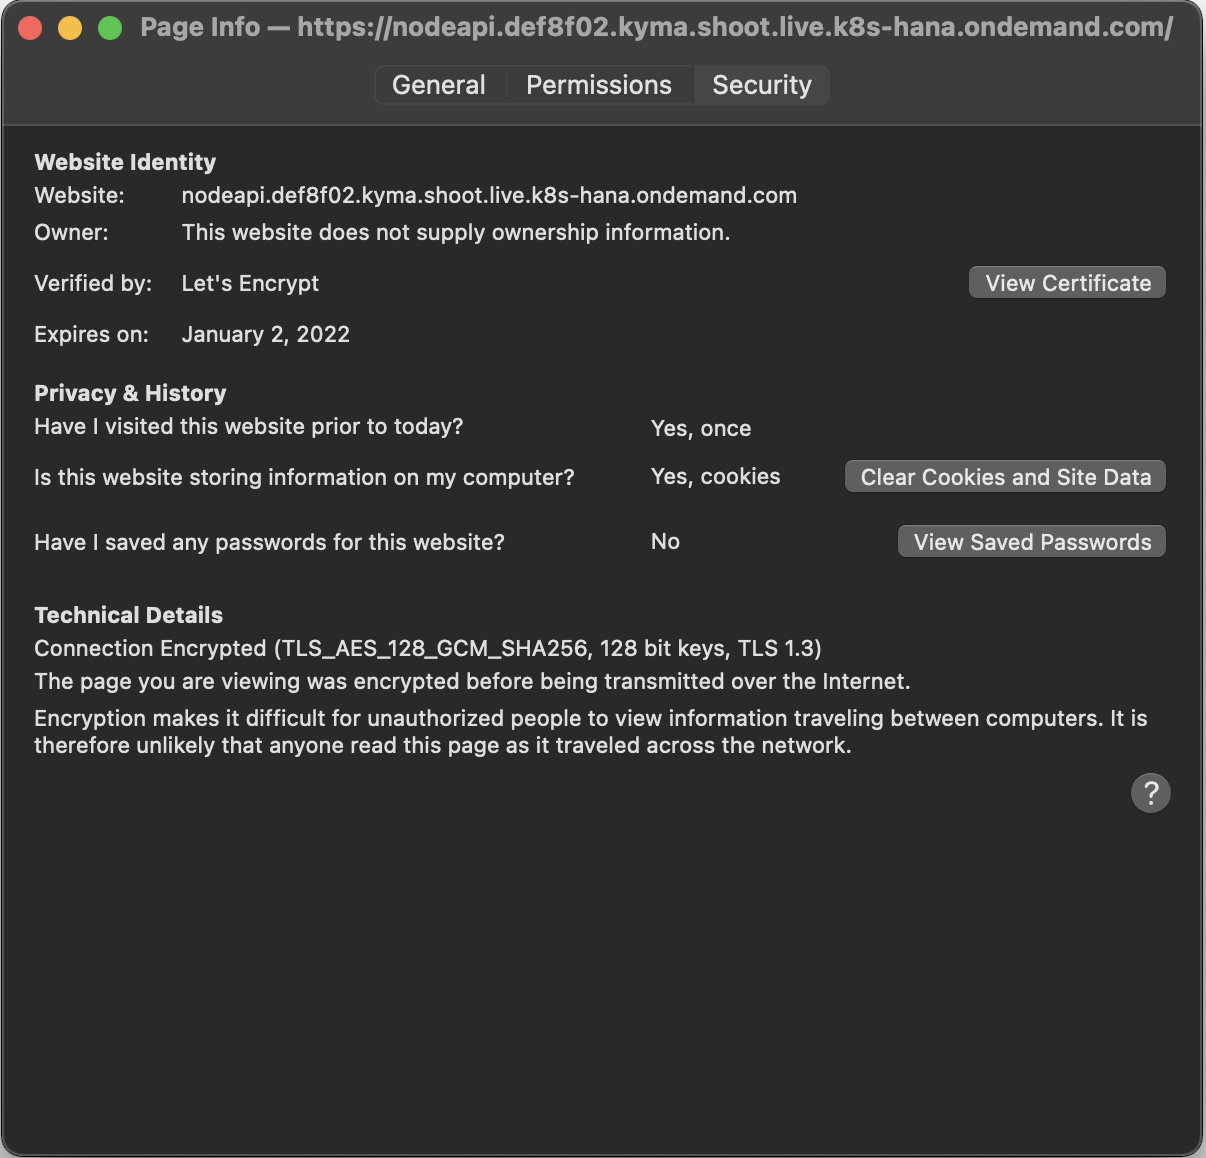 Page Info — https://nodeapi.def8f02.kyma.shoot.live.k8s-hana.ondemand.com/
General Permissions Security
Website Identity
Website: nodeapi.def8f02.kyma.shoot.live.k8s-hana.ondemand.com
Owner: This website does not supply ownership information.
Verified by: Let's Encrypt View Certificate
Expires on: January 2, 2022
Privacy & History
Have I visited this website prior to today? Yes, once
Is this website storing information on my computer? Yes, cookies Clear Cookies and Site Data
Have I saved any passwords for this website? No View Saved Passwords
Technical Details
Connection Encrypted (TLS_AES_128_GCM_SHA256, 128 bit keys, TLS 1.3)
The page you are viewing was encrypted before being transmitted over the Internet.
Encryption makes it difficult for unauthorized people to view information traveling between computers. It is
therefore unlikely that anyone read this page as it traveled across the network.
?